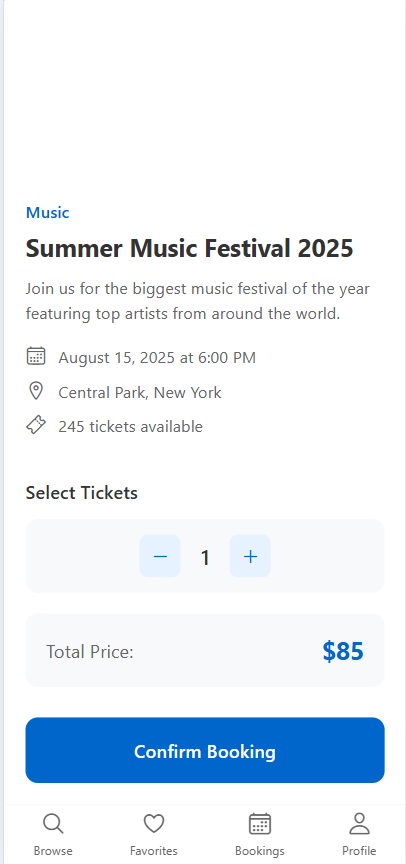 Music
Summer Music Festival 2025
Join us for the biggest music festival of the year
featuring top artists from around the world.
August 15, 2025 at 6:00 PM
Central Park, New York
245 tickets available
Select Tickets
− 1 +
Total Price: $85
Confirm Booking
Browse Favorites Bookings Profile